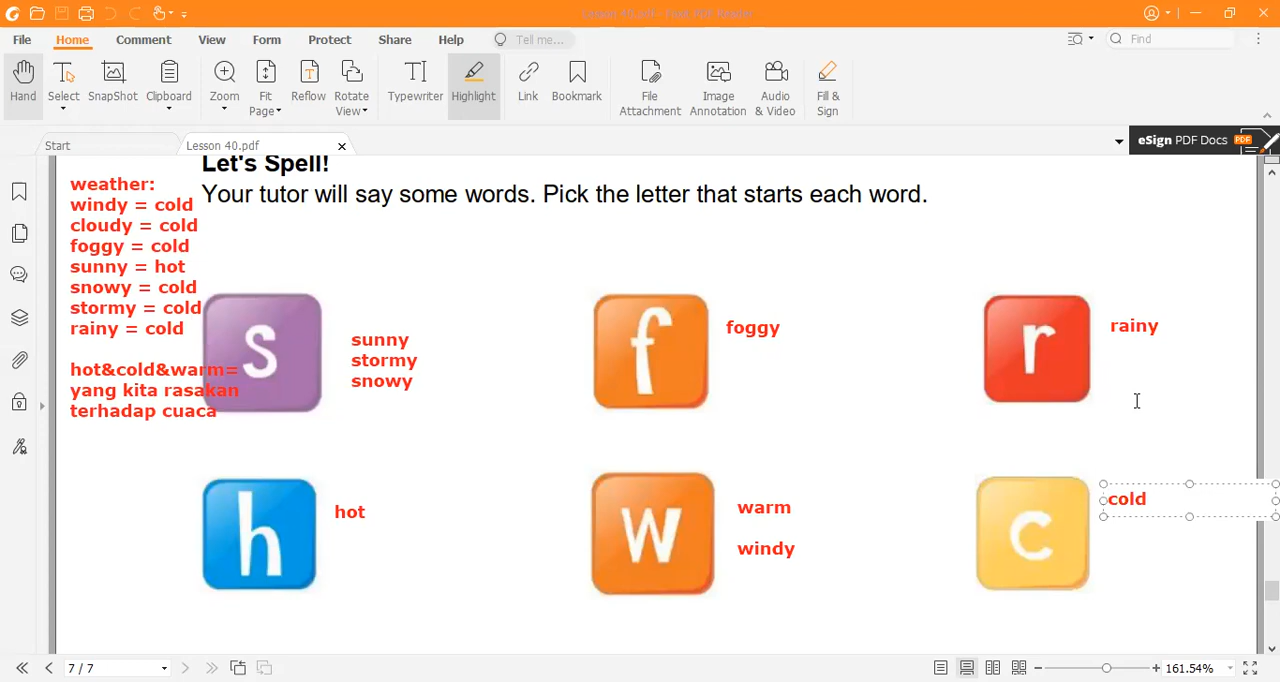 File Home Comment View Form Protect Share Help Tell me... Find
Hand Select SnapShot Clipboard Zoom Fit Page Reflow Rotate View Typewriter Highlight Link Bookmark File Attachment Image Annotation Audio & Video Fill & Sign
Start Lesson 40.pdf eSign PDF Docs PDF
Let's Spell!
Your tutor will say some words. Pick the letter that starts each word.
weather:
windy = cold
cloudy = cold
foggy = cold
sunny = hot
snowy = cold
stormy = cold
rainy = cold
hot&cold&warm=
yang kita rasakan
terhadap cuaca
s
sunny
stormy
snowy
f
foggy
r
rainy
h
hot
w
warm
windy
c
cold
7 / 7 161.54%